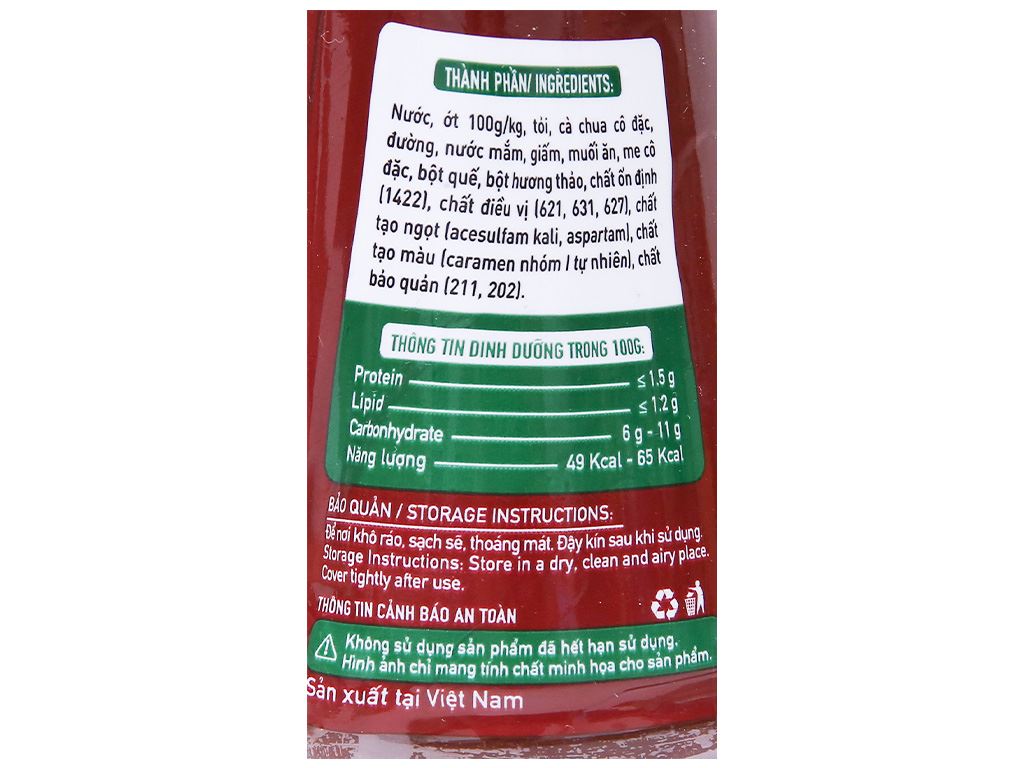 THÀNH PHẦN/ INGREDIENTS:
Nước, ớt 100g/kg, tỏi, cà chua cô đặc,
đường, nước mắm, giấm, muối ăn, me cô
đặc, bột quế, bột hương thảo, chất ổn định
(1422), chất điều vị (621, 631, 627), chất
tạo ngọt (acesulfam kali, aspartam), chất
tạo màu (caramen nhóm I tự nhiên), chất
bảo quản (211, 202).
THÔNG TIN DINH DƯỠNG TRONG 100G:
Protein ≤ 1.5 g
Lipid ≤ 1.2 g
Carbonhydrate 6 g - 11 g
Năng lượng 49 Kcal - 65 Kcal
BẢO QUẢN / STORAGE INSTRUCTIONS:
Để nơi khô ráo, sạch sẽ, thoáng mát. Đậy kín sau khi sử dụng.
Storage Instructions: Store in a dry, clean and airy place.
Cover tightly after use.
THÔNG TIN CẢNH BÁO AN TOÀN
Không sử dụng sản phẩm đã hết hạn sử dụng.
Hình ảnh chỉ mang tính chất minh họa cho sản phẩm.
Sản xuất tại Việt Nam